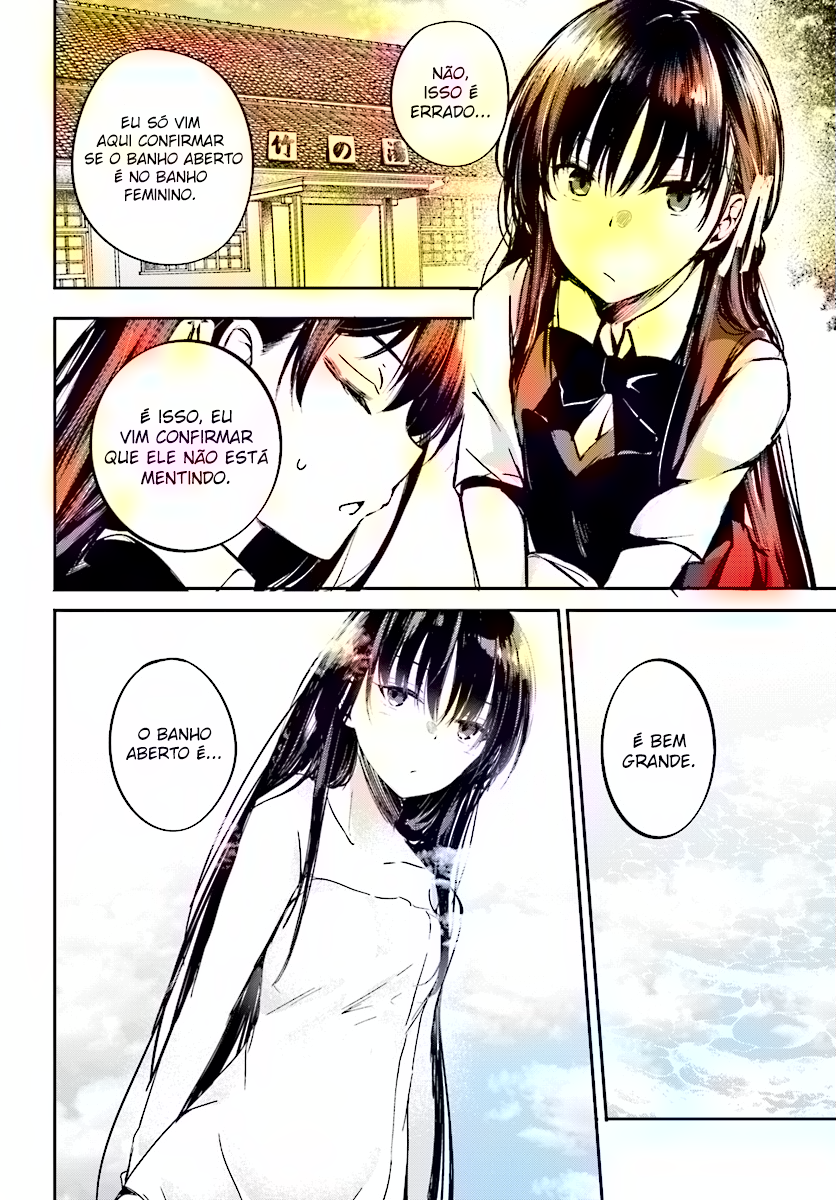 NÃO,
ISSO É
ERRADO...
EU SÓ VIM
AQUI CONFIRMAR
SE O BANHO ABERTO
É NO BANHO
FEMININO.
竹の湯
É ISSO, EU
VIM CONFIRMAR
QUE ELE NÃO ESTÁ
MENTINDO.
É BEM
GRANDE.
O BANHO
ABERTO É...